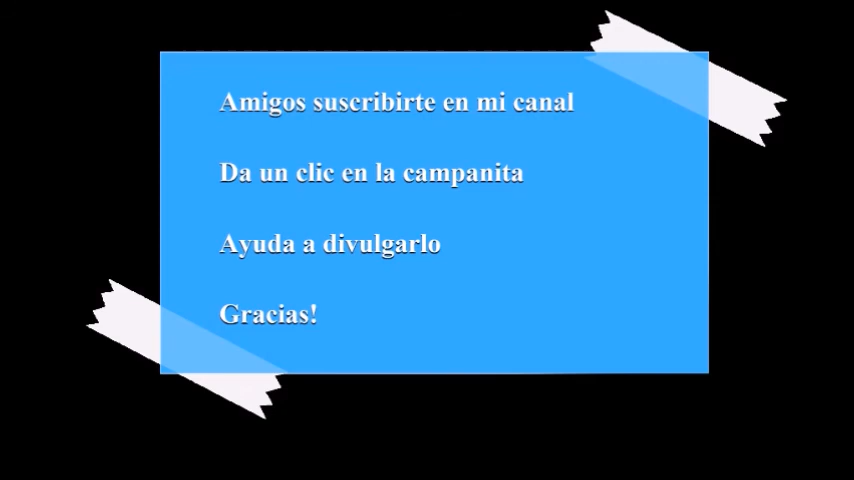 Amigos suscribirte en mi canal
Da un clic en la campanita
Ayuda a divulgarlo
Gracias!